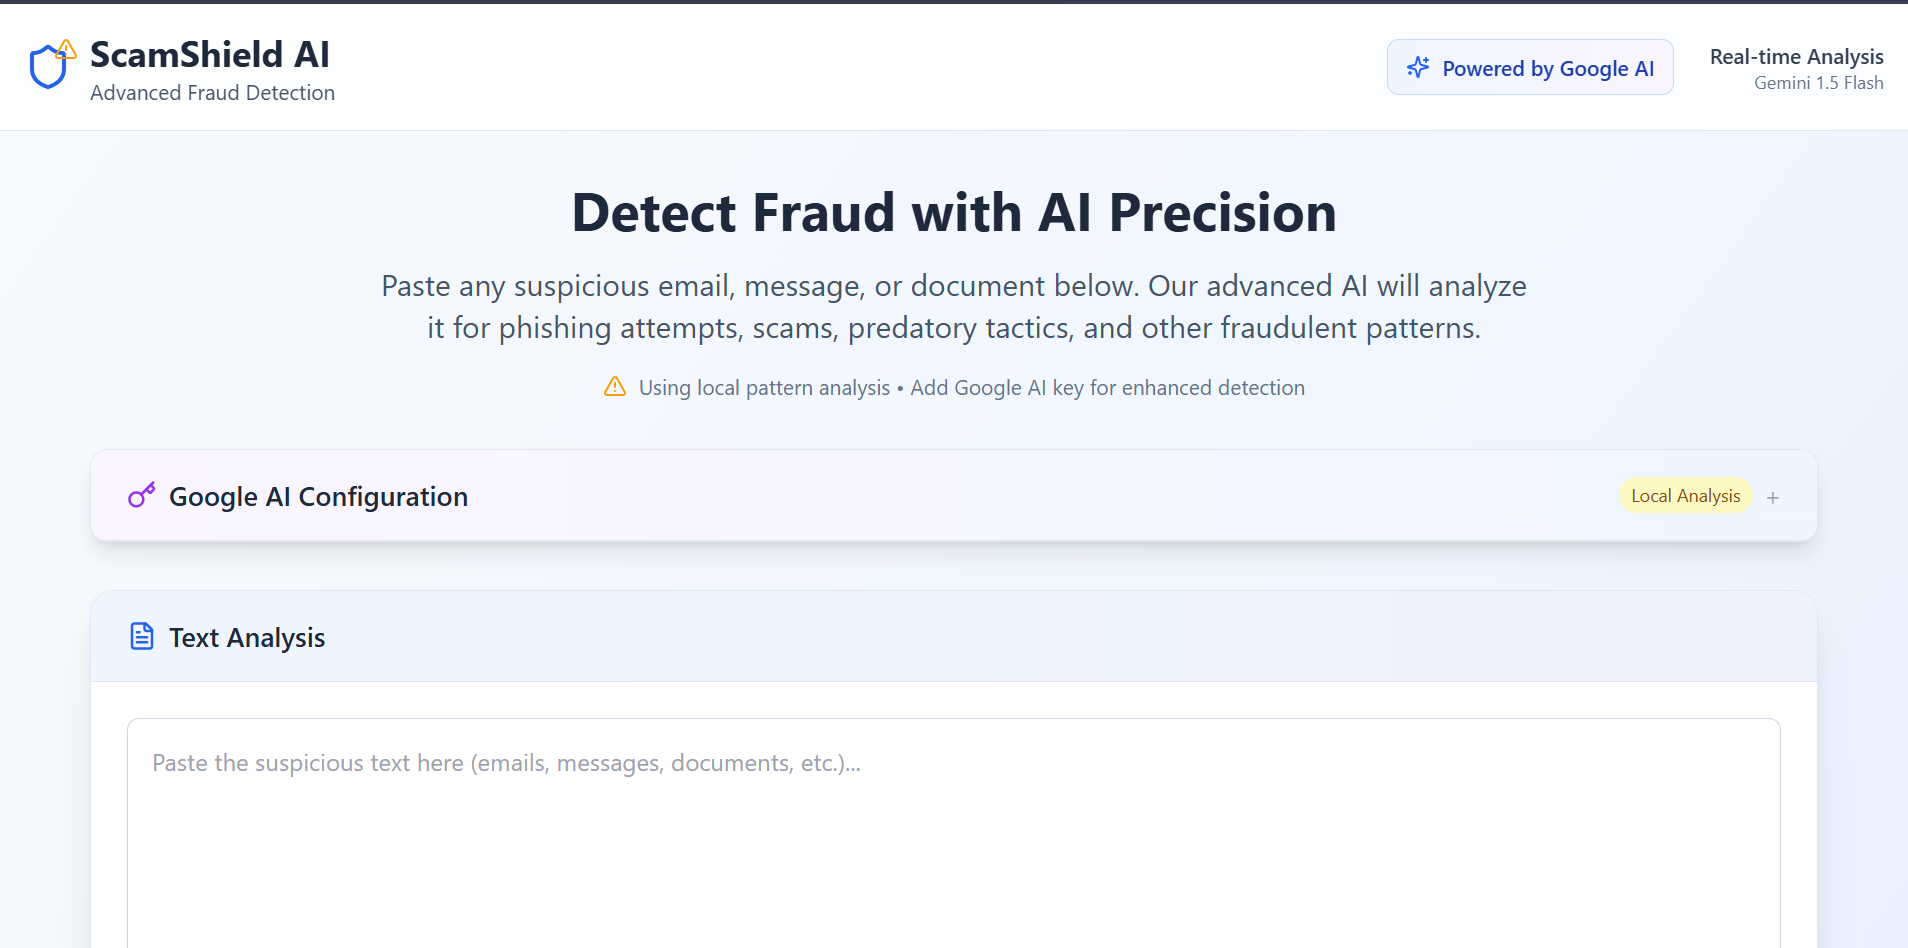 ScamShield AI
Advanced Fraud Detection
Powered by Google AI
Real-time Analysis
Gemini 1.5 Flash
Detect Fraud with AI Precision
Paste any suspicious email, message, or document below. Our advanced AI will analyze
it for phishing attempts, scams, predatory tactics, and other fraudulent patterns.
Using local pattern analysis • Add Google AI key for enhanced detection
Google AI Configuration
Local Analysis +
Text Analysis
Paste the suspicious text here (emails, messages, documents, etc.)...